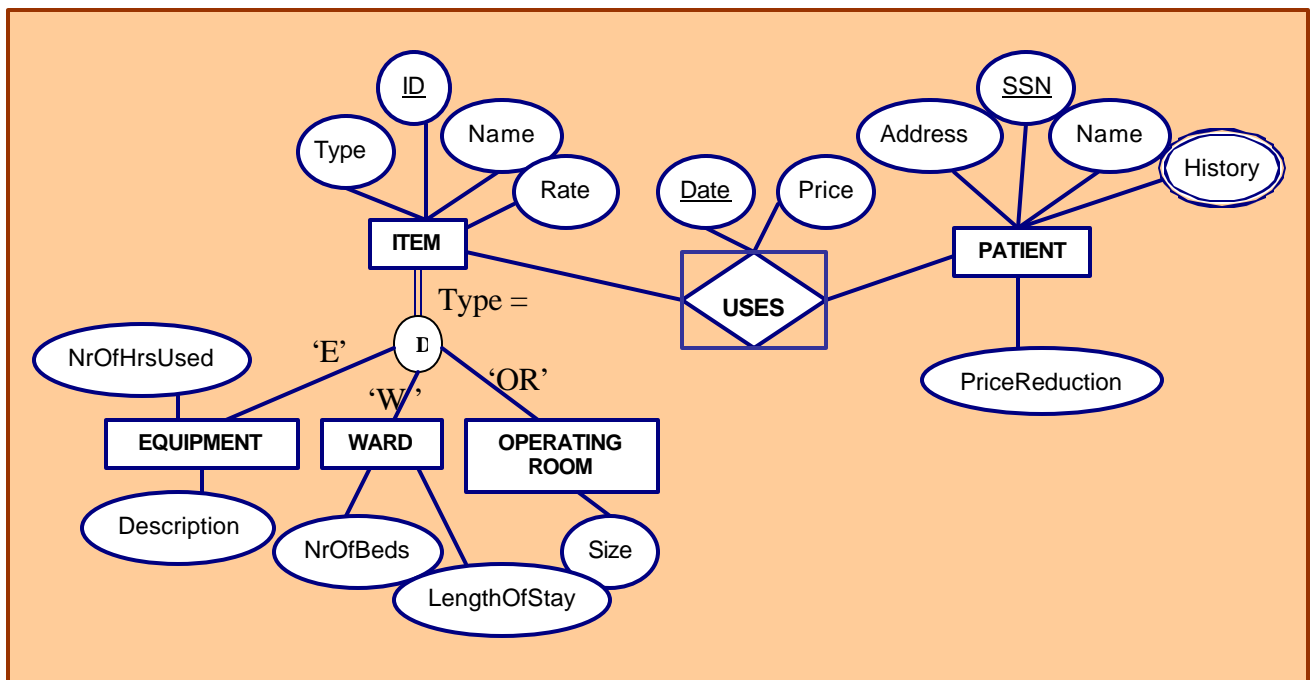 ID
SSN
Type
Name
Address
Name
History
Rate
Date
Price
ITEM
PATIENT
Type =
USES
NrOfHrsUsed
‘E’
D
‘W ’
‘OR’
PriceReduction
EQUIPMENT
WARD
OPERATING
ROOM
Description
NrOfBeds
Size
LengthOfStay